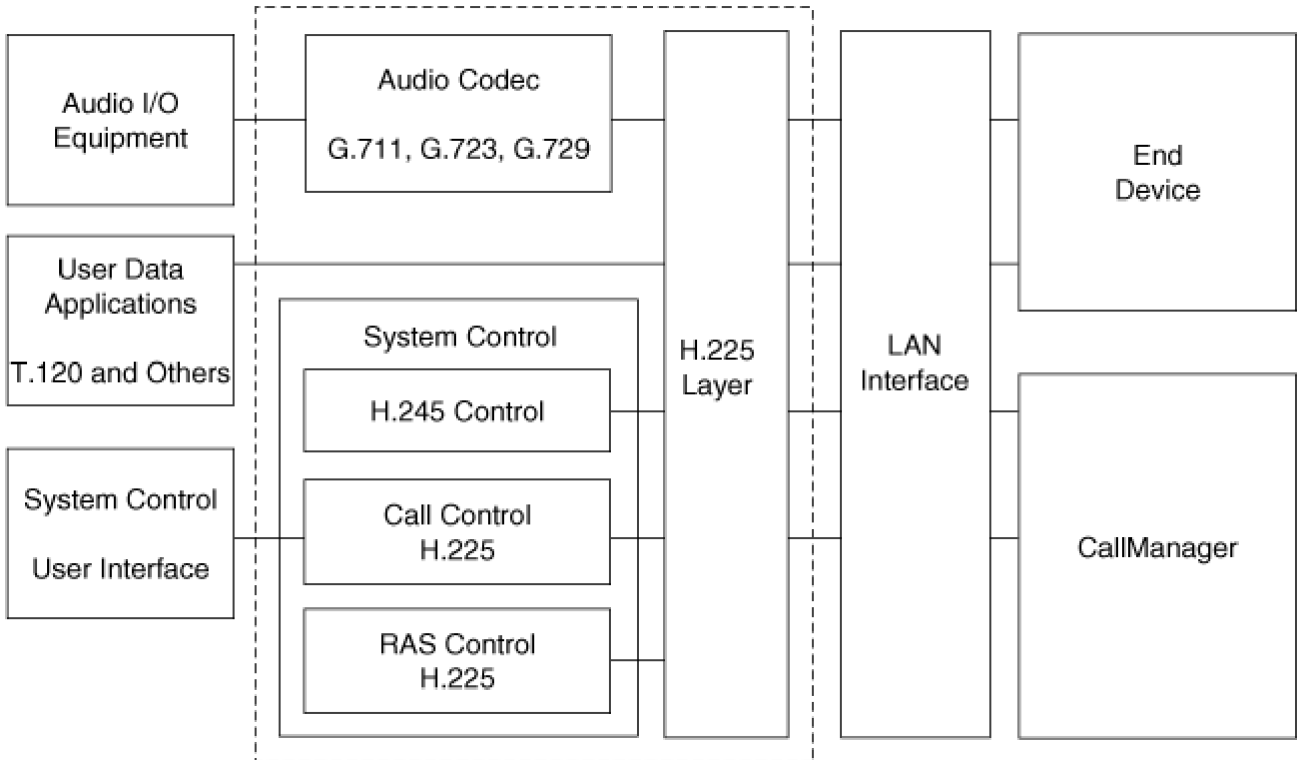 Audio I/O
Equipment
Audio Codec
G.711, G.723, G.729
End
Device
User Data
Applications
T.120 and Others
System Control
H.245 Control
H.225
Layer
LAN
Interface
System Control
User Interface
Call Control
H.225
RAS Control
H.225
CallManager